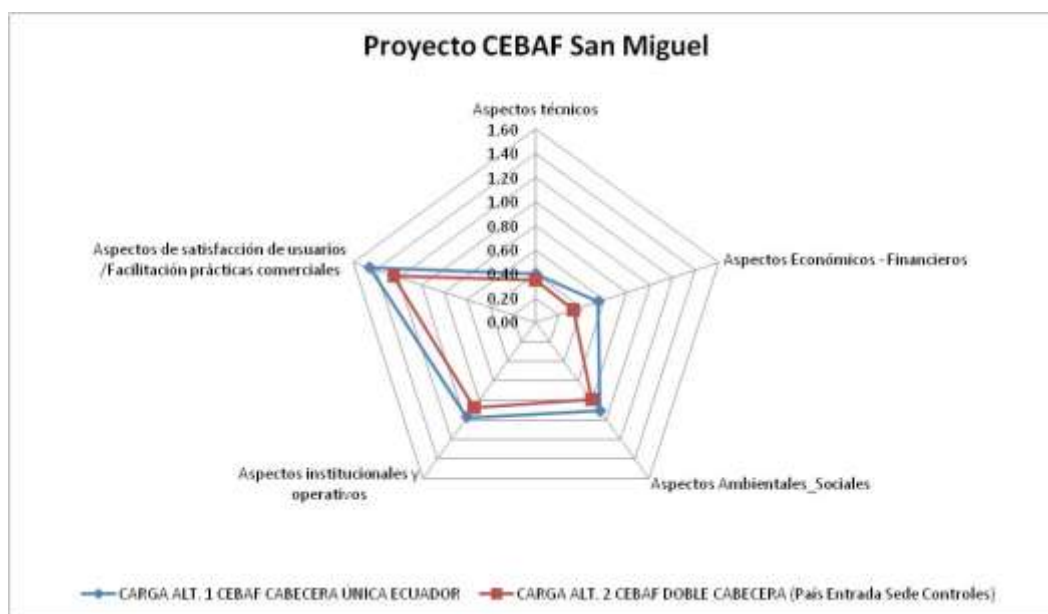 Proyecto CEBAF San Miguel
Aspectos técnicos
1.60
1.40
1.20
1.00
0.80
0.60
0.40
0.20
0.00
Aspectos Económicos - Financieros
Aspectos Ambientales_Sociales
Aspectos institucionales y
operativos
Aspectos de satisfacción de usuarios
/Facilitación prácticas comerciales
CARGA ALT. 1 CEBAF CABECERA ÚNICA ECUADOR
CARGA ALT. 2 CEBAF DOBLE CABECERA (País Entrada Sede Controles)